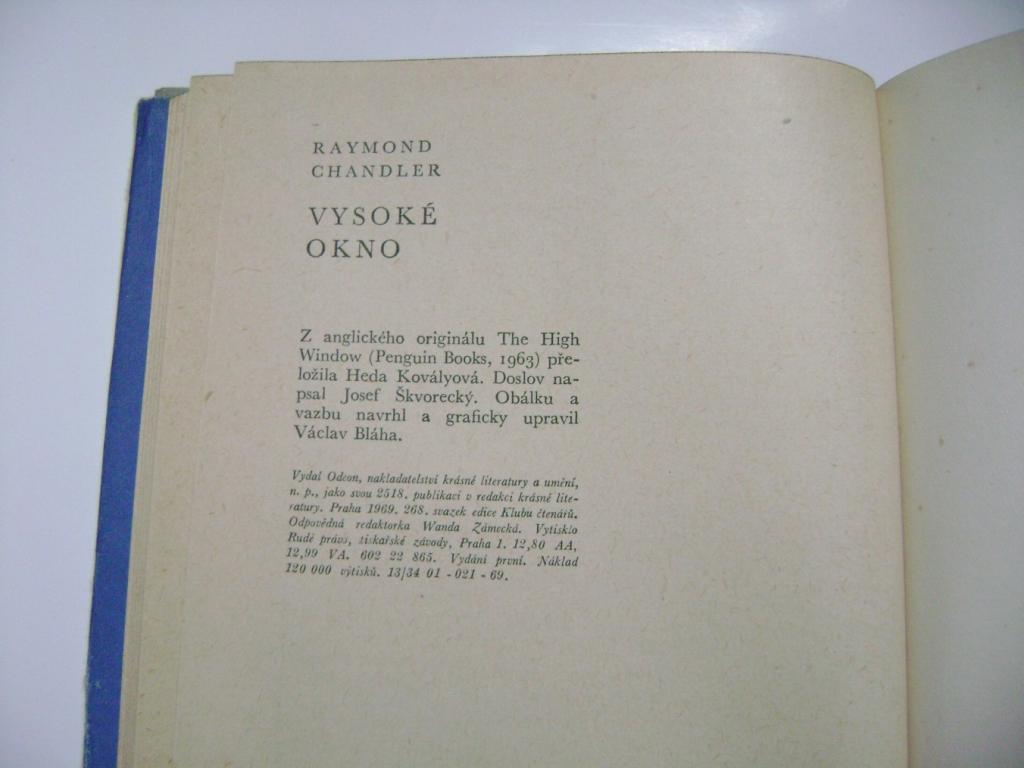 RAYMOND
CHANDLER
VYSOKÉ
OKNO
Z anglického originálu The High
Window (Penguin Books, 1963) pře-
ložila Heda Kovályová. Doslov na-
psal Josef Škvorecký. Obálku a
vazbu navrhl a graficky upravil
Václav Bláha.
Vydal Odeon, nakladatelství krásné literatury a umění,
n. p., jako svou 2518. publikaci v redakci krásné lite-
ratury. Praha 1969. 268. svazek edice Klubu čtenářů.
Odpovědná redaktorka Wanda Zámecká. Vytisklo
Rudé právo, tiskařské závody, Praha 1. 12,80 AA,
12,99 VA. 602 22 865. Vydání první. Náklad
120 000 výtisků. 13/34 01 - 021 - 69.